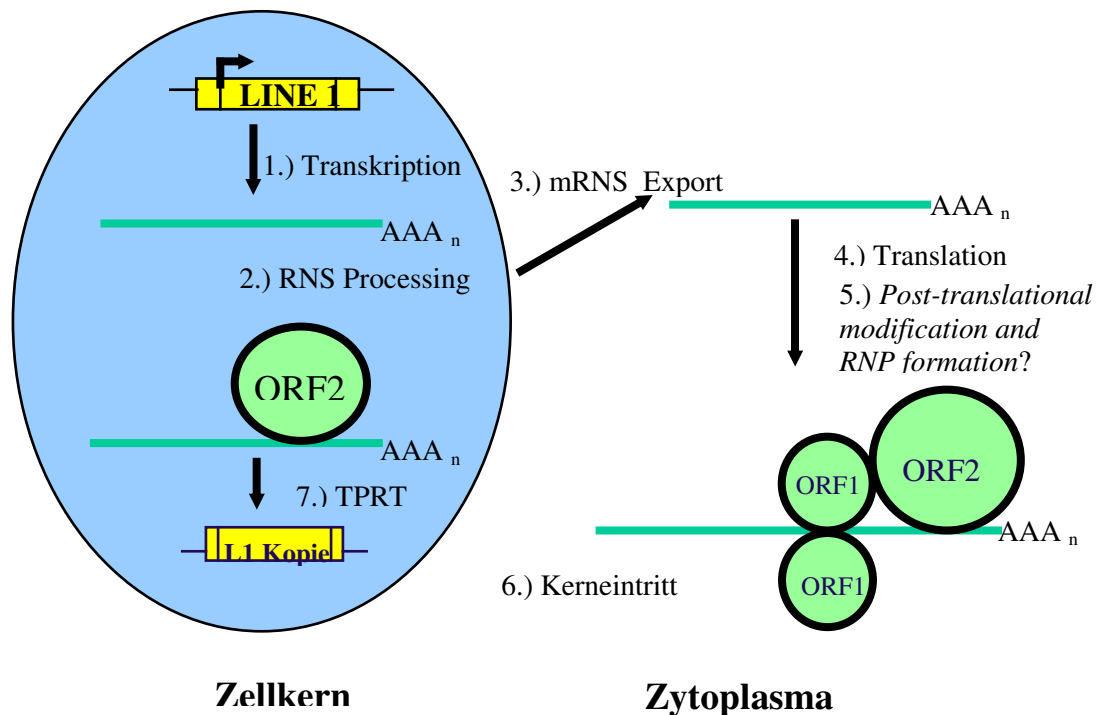 LINE 1
1.) Transkription
AAA n
2.) RNS Processing
ORF2
AAA n
7.) TPRT
L1 Kopie
3.) mRNS Export
AAA n
4.) Translation
5.) Post-translational
modification and
RNP formation?
ORF1
ORF2
AAA n
ORF1
6.) Kerneintritt
Zellkern
Zytoplasma